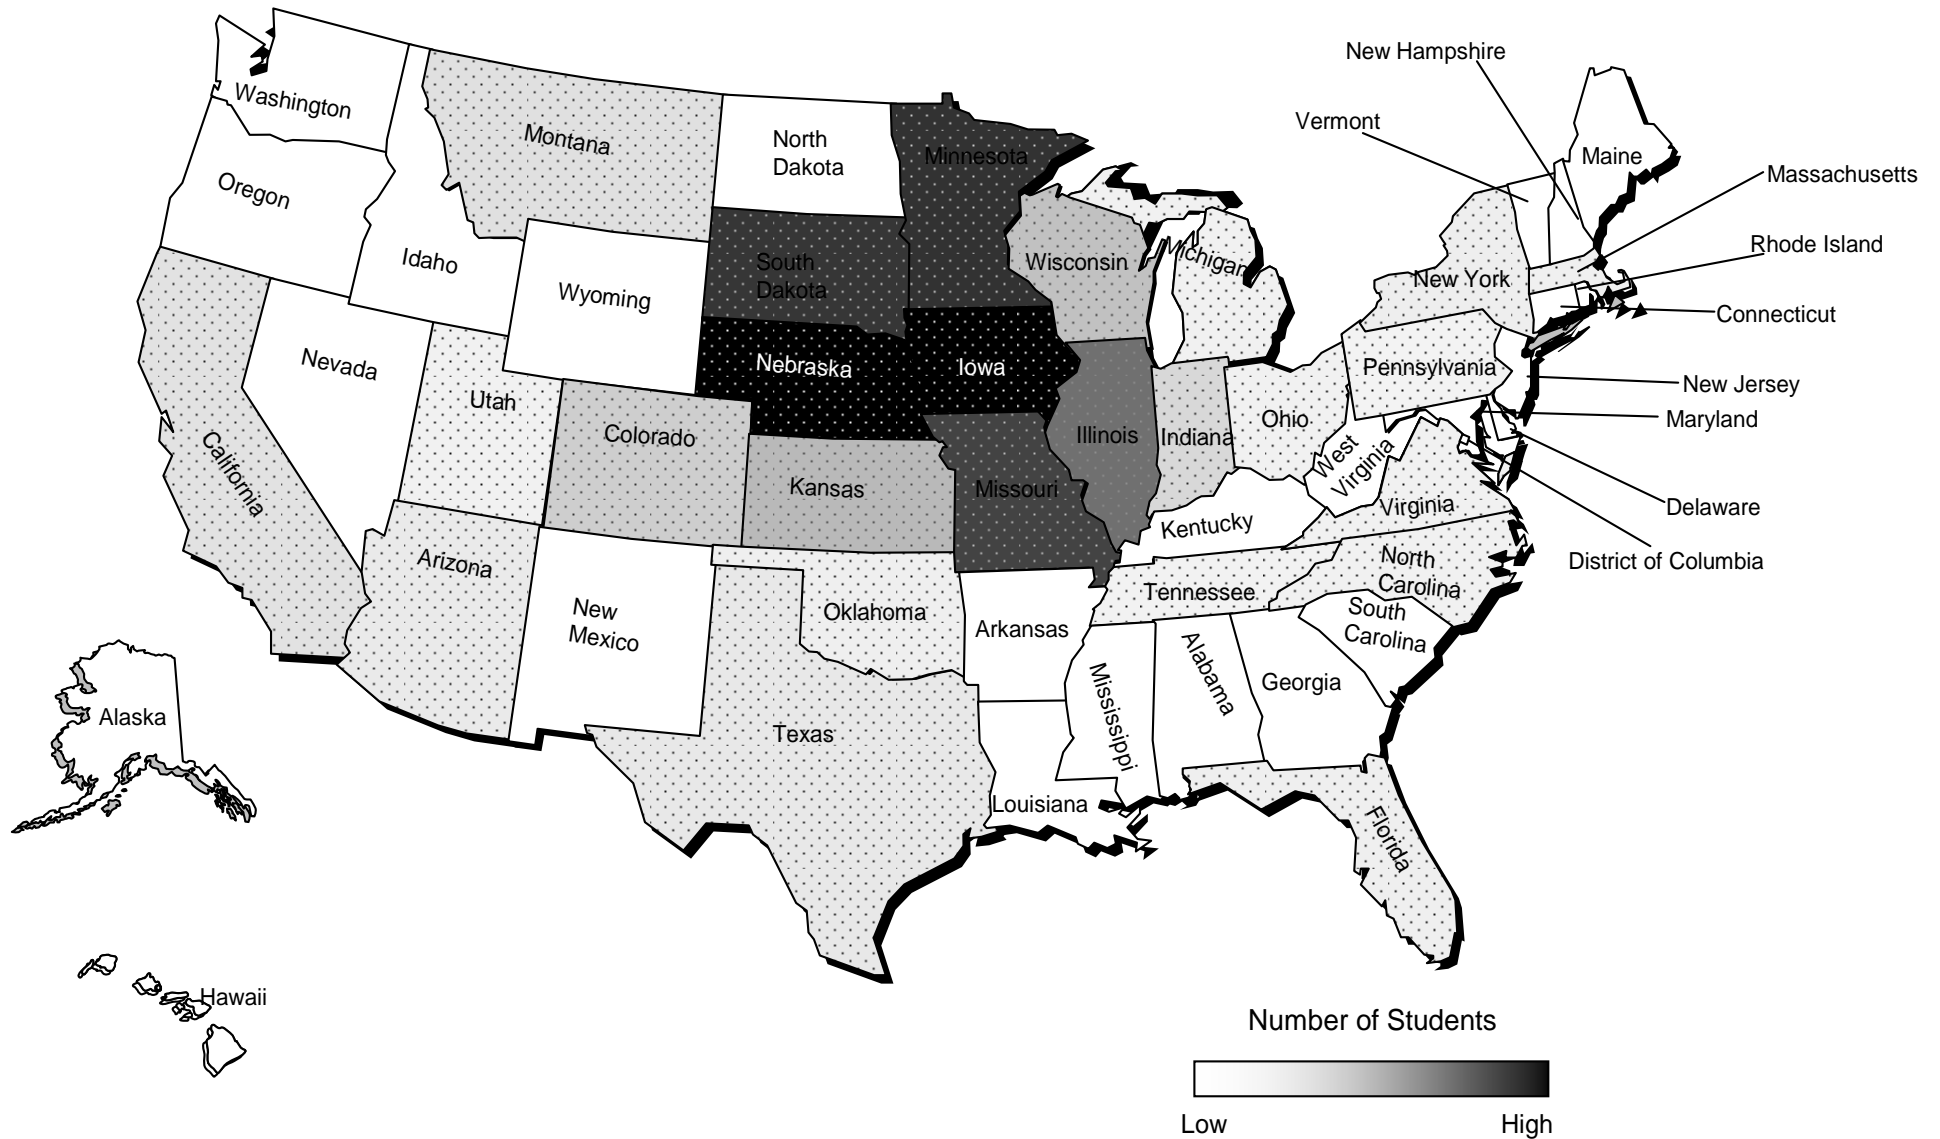 New Hampshire
Vermont
Washington
Montana
North
Dakota
Minnesota
Maine
Massachusetts
Oregon
Idaho
South
Dakota
Wisconsin
Michigan
New York
Rhode Island
Wyoming
Connecticut
Nevada
Utah
Nebraska
Iowa
Pennsylvania
New Jersey
Maryland
California
Colorado
Kansas
Missouri
Illinois
Indiana
Ohio
West
Virginia
Virginia
Delaware
District of Columbia
Kentucky
Arizona
New
Mexico
Oklahoma
Arkansas
Tennessee
North
Carolina
South
Carolina
Alaska
Texas
Louisiana
Mississippi
Alabama
Georgia
Florida
Hawaii
Number of Students
Low
High